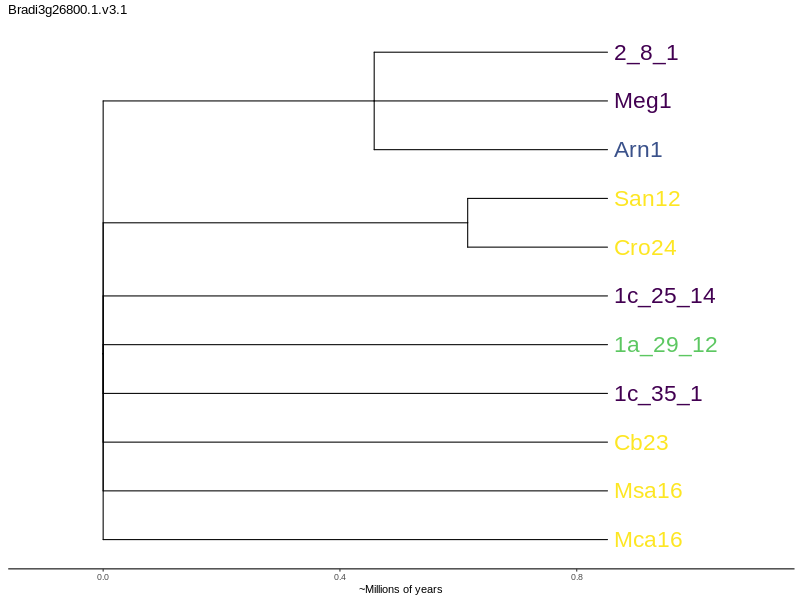 Bradi3g26800.1.v3.1
2_8_1
Meg1
Arn1
San12
Cro24
1c_25_14
1a_29_12
1c_35_1
Cb23
Msa16
Mca16
0.0 0.4 0.8
~Millions of years